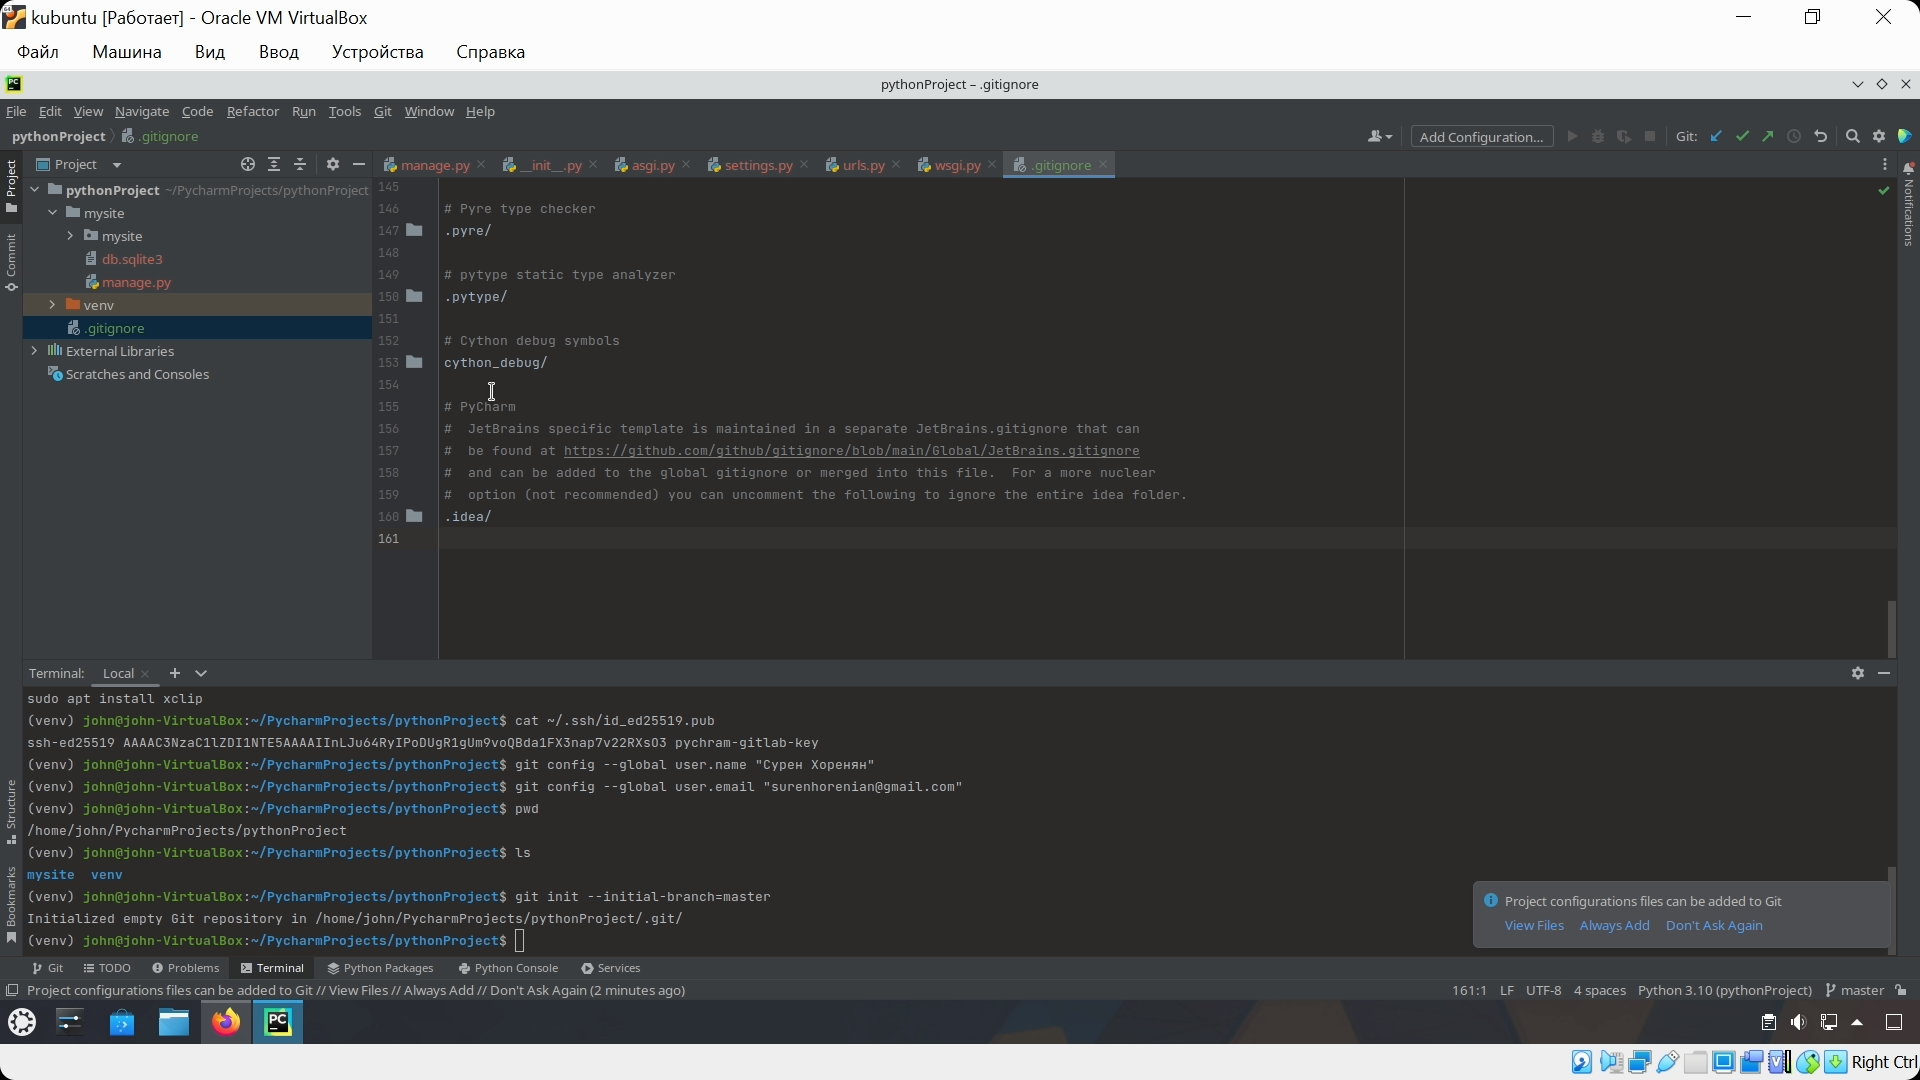 kubuntu [Работает] - Oracle VM VirtualBox
Файл Машина Вид Ввод Устройства Справка
pythonProject – .gitignore
File Edit View Navigate Code Refactor Run Tools Git Window Help
pythonProject .gitignore
Add Configuration... Git:
Project
manage.py __init__.py asgi.py settings.py urls.py wsgi.py .gitignore
Project
Commit
Structure
Bookmarks
Notifications
pythonProject ~/PycharmProjects/pythonProject
mysite
mysite
db.sqlite3
manage.py
venv
.gitignore
External Libraries
Scratches and Consoles
145
146 # Pyre type checker
147 .pyre/
148
149 # pytype static type analyzer
150 .pytype/
151
152 # Cython debug symbols
153 cython_debug/
154
155 # PyCharm
156 #  JetBrains specific template is maintained in a separate JetBrains.gitignore that can
157 #  be found at https://github.com/github/gitignore/blob/main/Global/JetBrains.gitignore
158 #  and can be added to the global gitignore or merged into this file.  For a more nuclear
159 #  option (not recommended) you can uncomment the following to ignore the entire idea folder.
160 .idea/
161
Terminal: Local
sudo apt install xclip
(venv) john@john-VirtualBox:~/PycharmProjects/pythonProject$ cat ~/.ssh/id_ed25519.pub
ssh-ed25519 AAAAC3NzaC1lZDI1NTE5AAAAIInLJu64RyIPoDUgR1gUm9voQBda1FX3nap7v22RXsO3 pychram-gitlab-key
(venv) john@john-VirtualBox:~/PycharmProjects/pythonProject$ git config --global user.name "Сурен Хоренян"
(venv) john@john-VirtualBox:~/PycharmProjects/pythonProject$ git config --global user.email "surenhorenian@gmail.com"
(venv) john@john-VirtualBox:~/PycharmProjects/pythonProject$ pwd
/home/john/PycharmProjects/pythonProject
(venv) john@john-VirtualBox:~/PycharmProjects/pythonProject$ ls
mysite  venv
(venv) john@john-VirtualBox:~/PycharmProjects/pythonProject$ git init --initial-branch=master
Initialized empty Git repository in /home/john/PycharmProjects/pythonProject/.git/
(venv) john@john-VirtualBox:~/PycharmProjects/pythonProject$
Project configurations files can be added to Git
View Files Always Add Don't Ask Again
Git TODO Problems Terminal Python Packages Python Console Services
Project configurations files can be added to Git // View Files // Always Add // Don't Ask Again (2 minutes ago)
161:1 LF UTF-8 4 spaces Python 3.10 (pythonProject) master
Right Ctrl